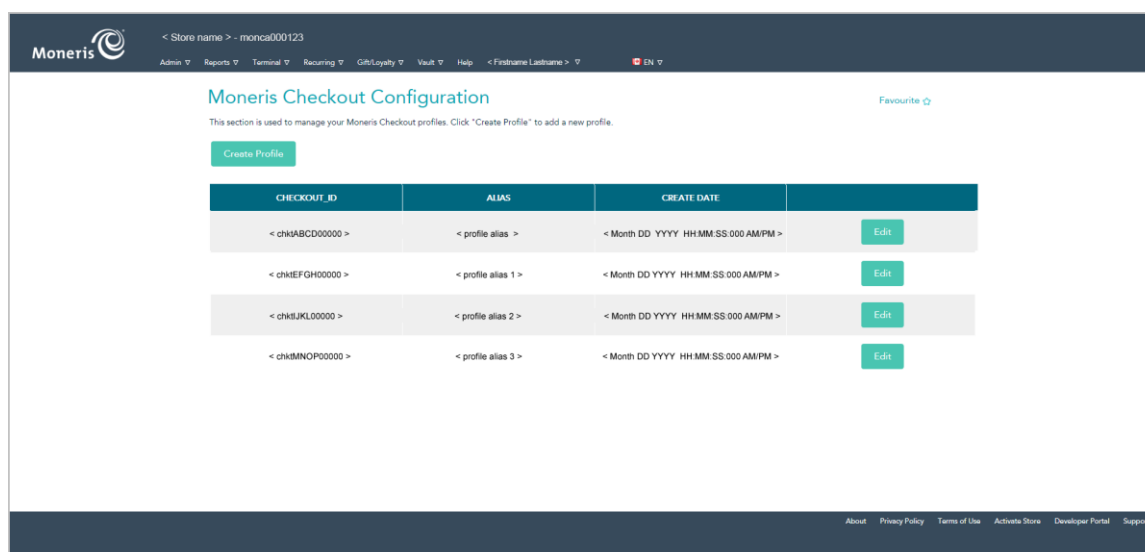 Moneris
< Store name > - monca000123
Admin ▽ Reports ▽ Terminal ▽ Recurring ▽ Gift/Loyalty ▽ Vault ▽ Help < Firstname Lastname > ▽ EN ▽
Moneris Checkout Configuration
Favourite ☆
This section is used to manage your Moneris Checkout profiles. Click "Create Profile" to add a new profile.
Create Profile
CHECKOUT_ID ALIAS CREATE DATE
< chktABCD00000 > < profile alias > < Month DD YYYY HH:MM:SS:000 AM/PM > Edit
< chktEFGH00000 > < profile alias 1 > < Month DD YYYY HH:MM:SS:000 AM/PM > Edit
< chktIJKL00000 > < profile alias 2 > < Month DD YYYY HH:MM:SS:000 AM/PM > Edit
< chktMNOP00000 > < profile alias 3 > < Month DD YYYY HH:MM:SS:000 AM/PM > Edit
About Privacy Policy Terms of Use Activate Store Developer Portal Suppo